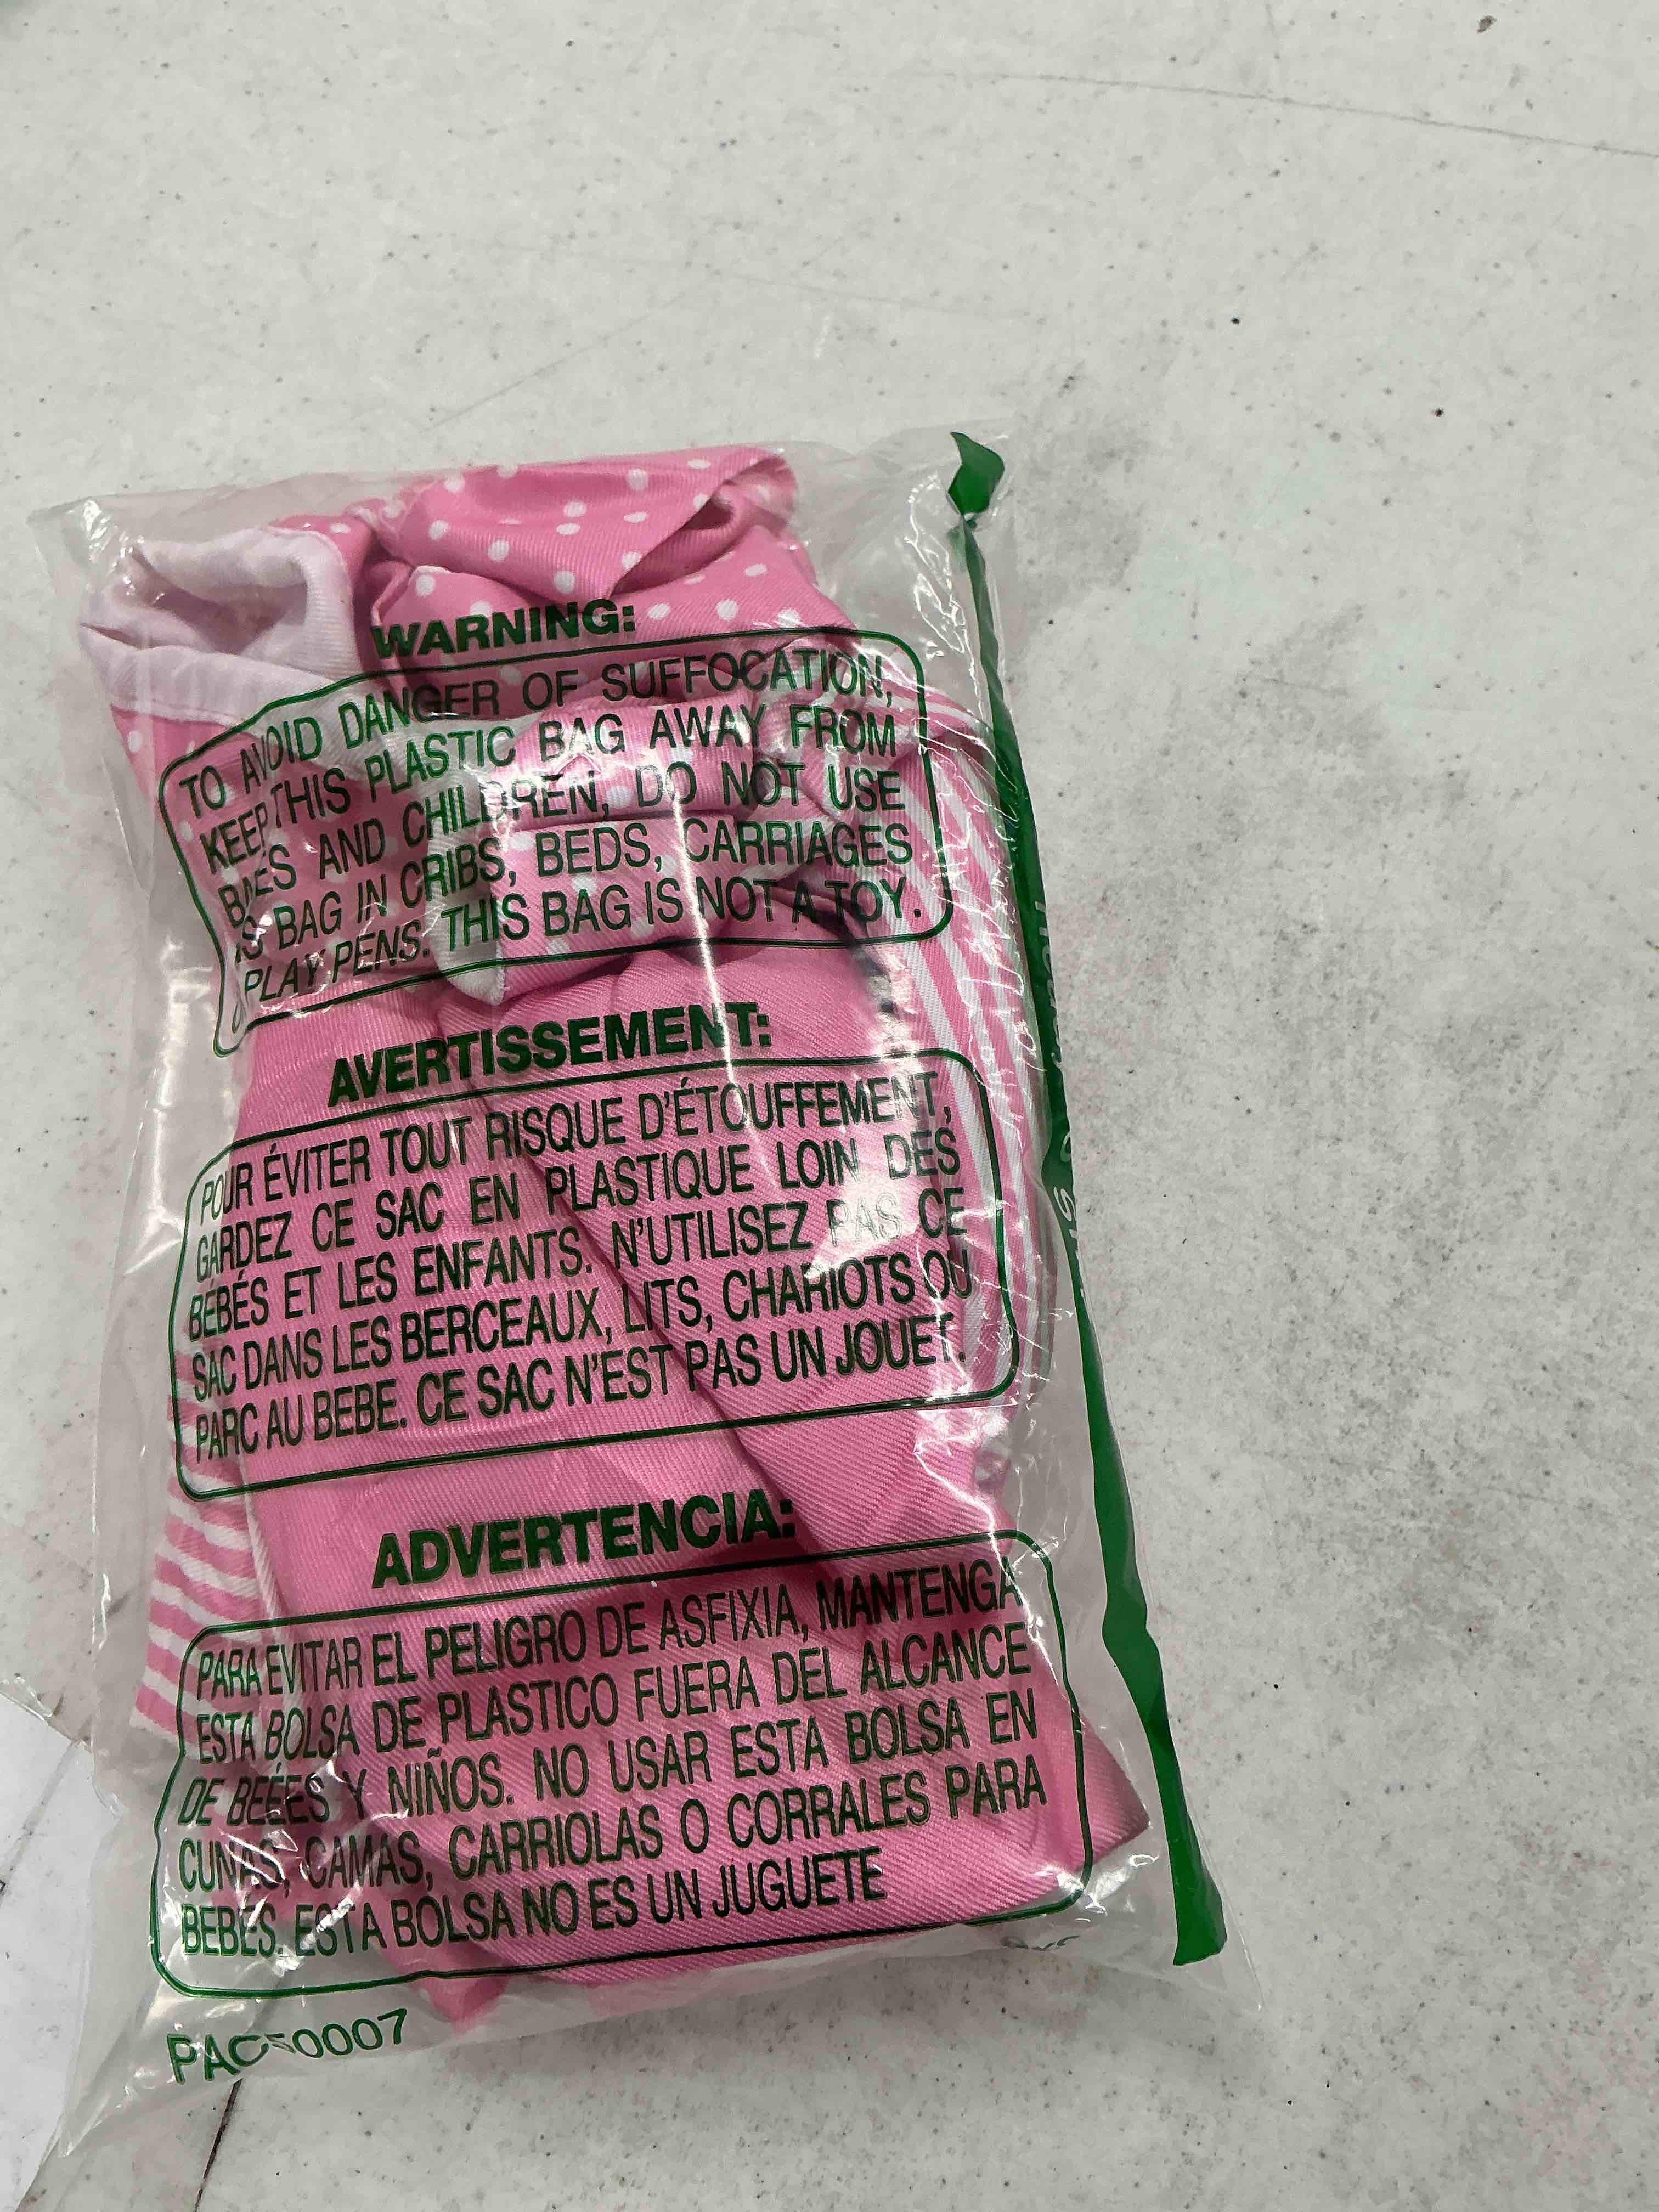 WARNING:
TO AVOID DANGER OF SUFFOCATION,
KEEP THIS PLASTIC BAG AWAY FROM
AND CHILDREN, DO NOT USE
BAG IN CRIBS, BEDS, CARRIAGES
PLAY PENS. THIS BAG IS NOT A TOY.
AVERTISSEMENT:
POUR ÉVITER TOUT RISQUE D'ÉTOUFFEMENT,
GARDEZ CE SAC EN PLASTIQUE LOIN DES
BÉBÉS ET LES ENFANTS. N'UTILISEZ PAS CE
SAC DANS LES BERCEAUX, LITS, CHARIOTS OU
PARC AU BEBE. CE SAC N'EST PAS UN JOUET.
ADVERTENCIA:
PARA EVITAR EL PELIGRO DE ASFIXIA, MANTENGA
ESTA BOLSA DE PLASTICO FUERA DEL ALCANCE
DE Y NIÑOS. NO USAR ESTA BOLSA EN
CUNAS, CAMAS, CARRIOLAS O CORRALES PARA
BEBES. ESTA BOLSA NO ES UN JUGUETE
PAC50007